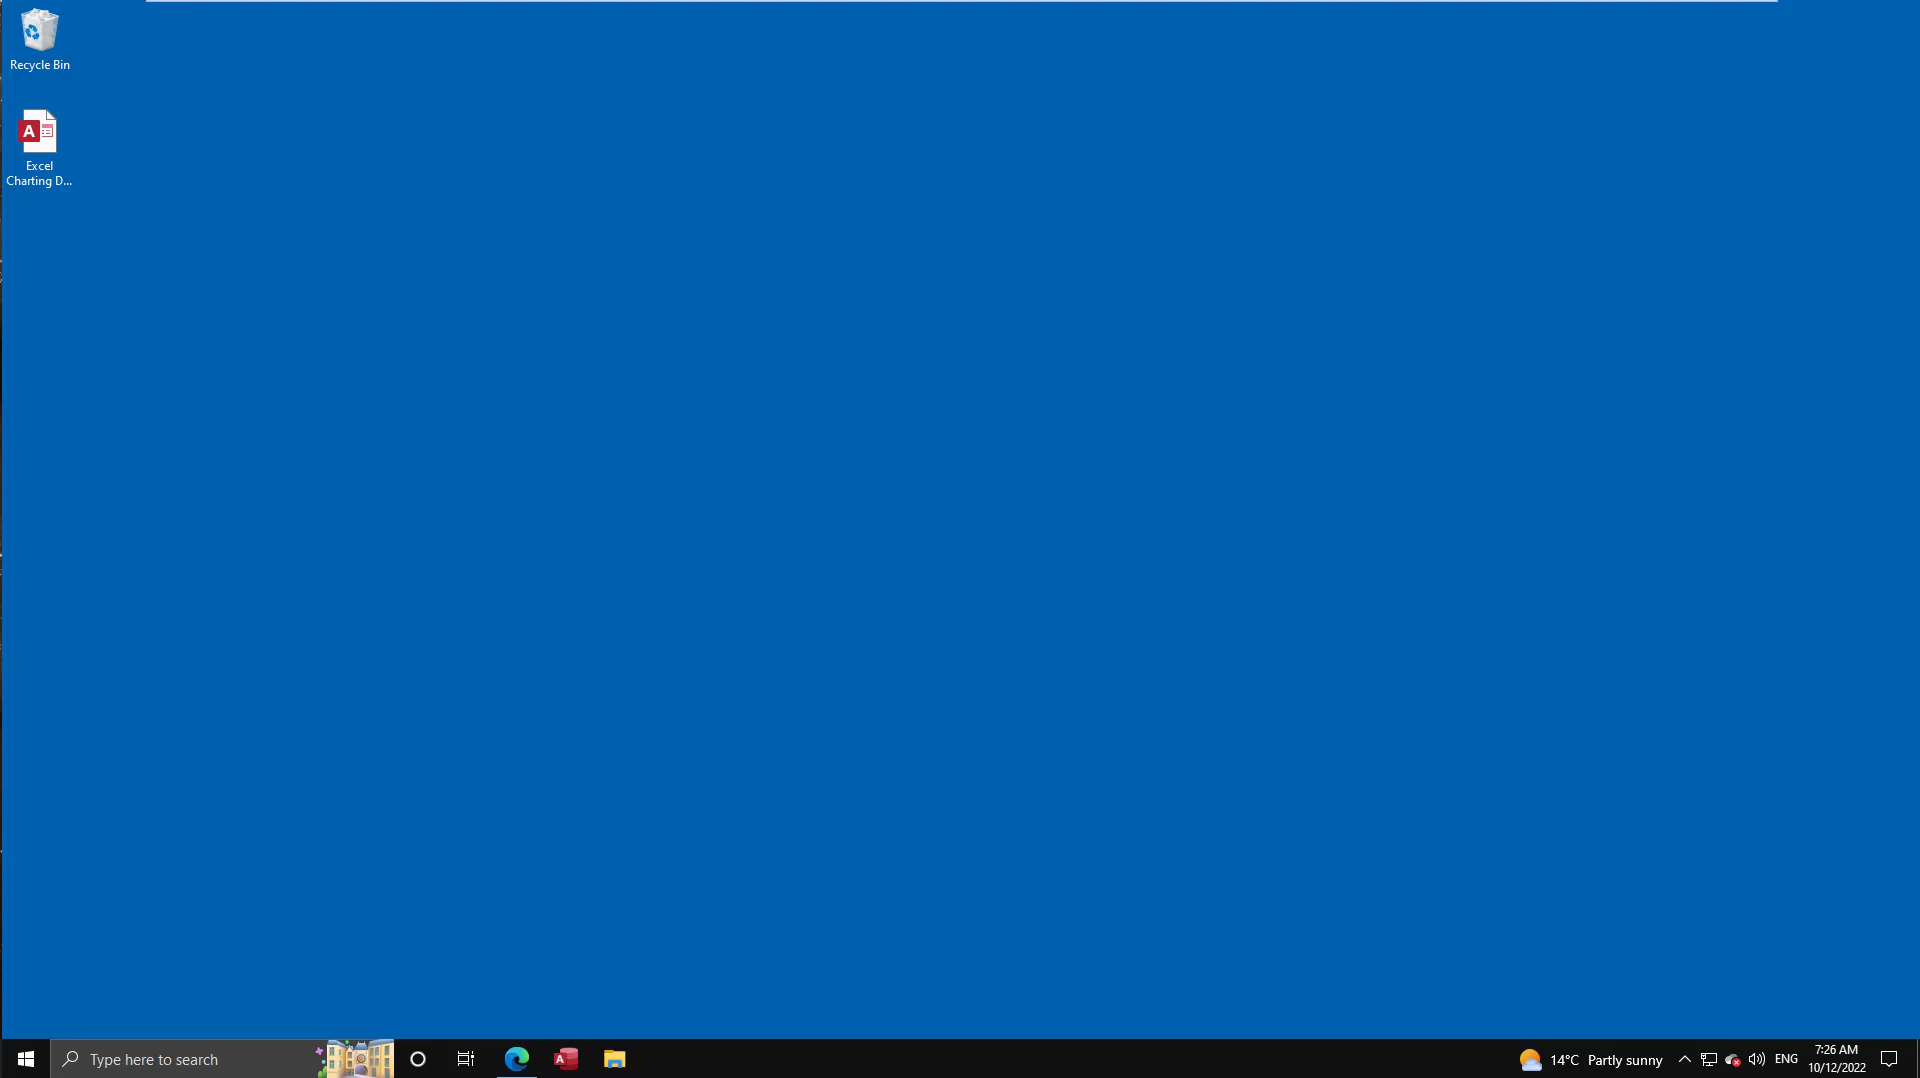 Recycle Bin
A
Excel
Charting D...
Type here to search
A
14°C Partly sunny
ENG
7:26 AM
10/12/2022